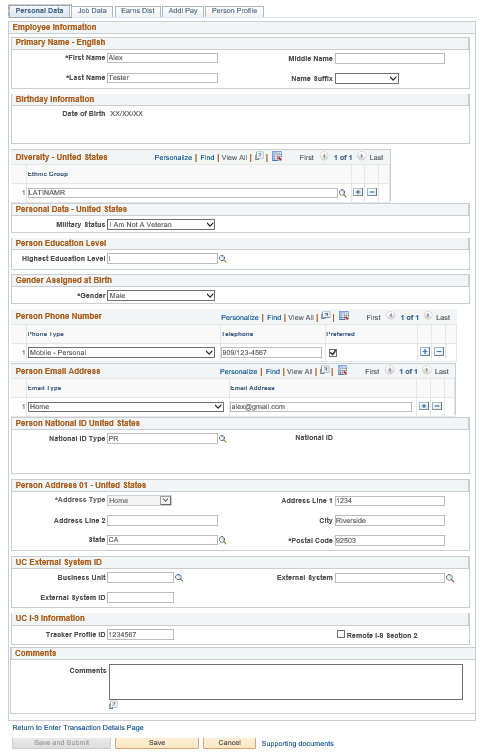 Personal Data Job Data Earns Dist Addl Pay Person Profile
Employee Information
Primary Name - English
*First Name Alex Middle Name
*Last Name Tester Name Suffix
Birthday Information
Date of Birth XX/XX/XX
Diversity - United States Personalize | Find | View All | | First 1 of 1 Last
Ethnic Group
1 LATINAMR
Personal Data - United States
Military Status I Am Not A Veteran
Person Education Level
Highest Education Level I
Gender Assigned at Birth
*Gender Male
Person Phone Number Personalize | Find | View All | | First 1 of 1 Last
Phone Type Telephone Preferred
1 Mobile - Personal 909/123-4567
Person Email Address Personalize | Find | View All | | First 1 of 1 Last
Email Type Email Address
1 Home alex@gmail.com
Person National ID United States
National ID Type PR National ID
Person Address 01 - United States
*Address Type Home Address Line 1 1234
Address Line 2 City Riverside
State CA *Postal Code 92503
UC External System ID
Business Unit External System
External System ID
UC I-9 Information
Tracker Profile ID 1234567 Remote I-9 Section 2
Comments
Comments
Return to Enter Transaction Details Page
Save and Submit Save Cancel Supporting documents